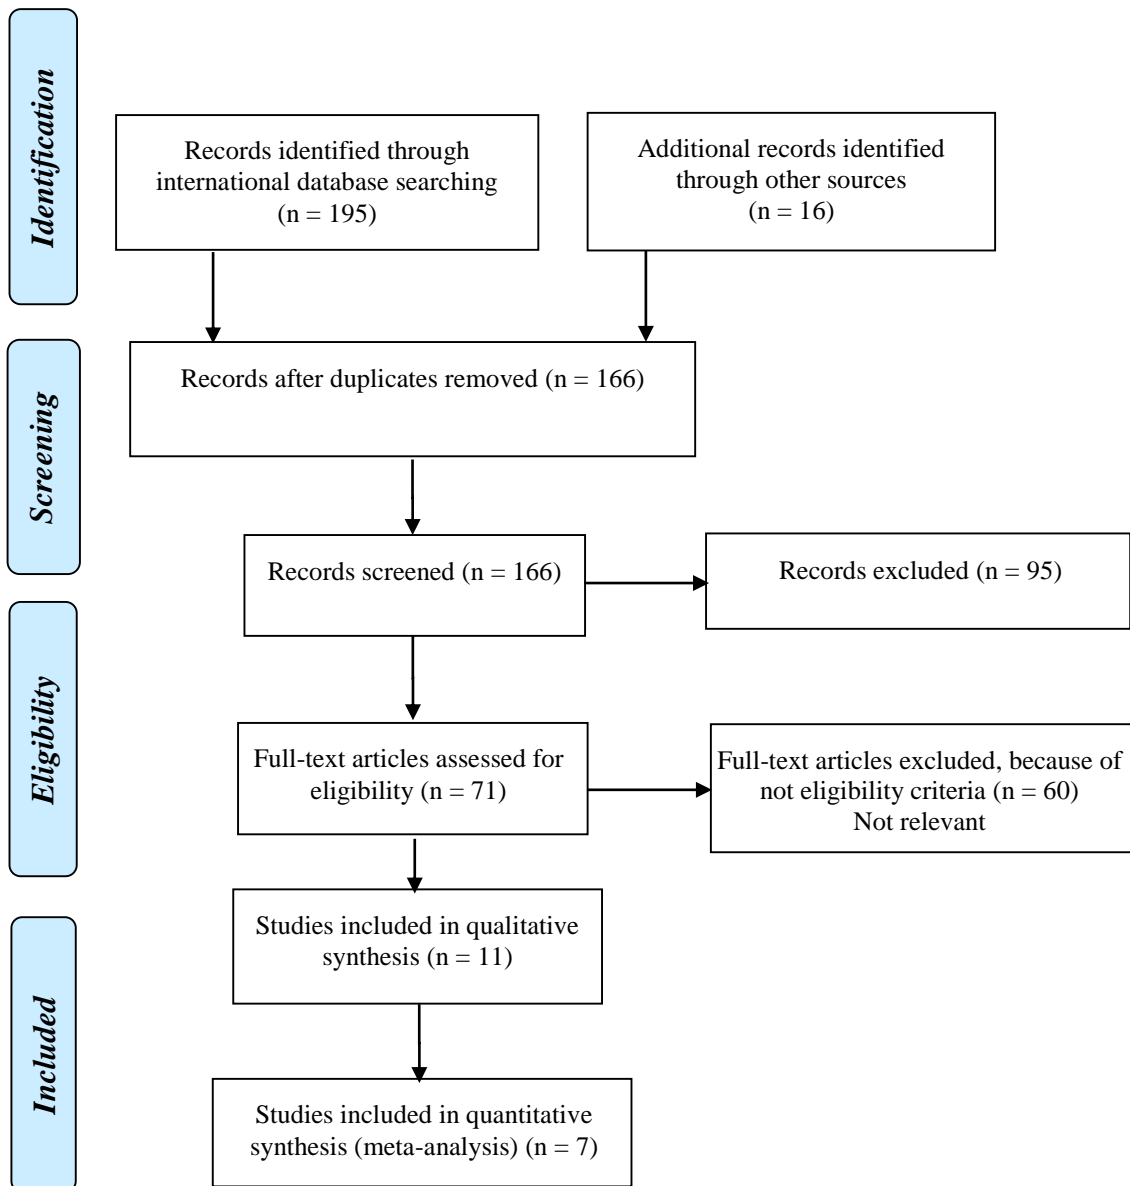 Identification
Records identified through
international database searching
(n = 195)
Additional records identified
through other sources
(n = 16)
Screening
Records after duplicates removed (n = 166)
Records screened (n = 166)
Records excluded (n = 95)
Eligibility
Full-text articles assessed for
eligibility (n = 71)
Full-text articles excluded, because of
not eligibility criteria (n = 60)
Not relevant
Included
Studies included in qualitative
synthesis (n = 11)
Studies included in quantitative
synthesis (meta-analysis) (n = 7)